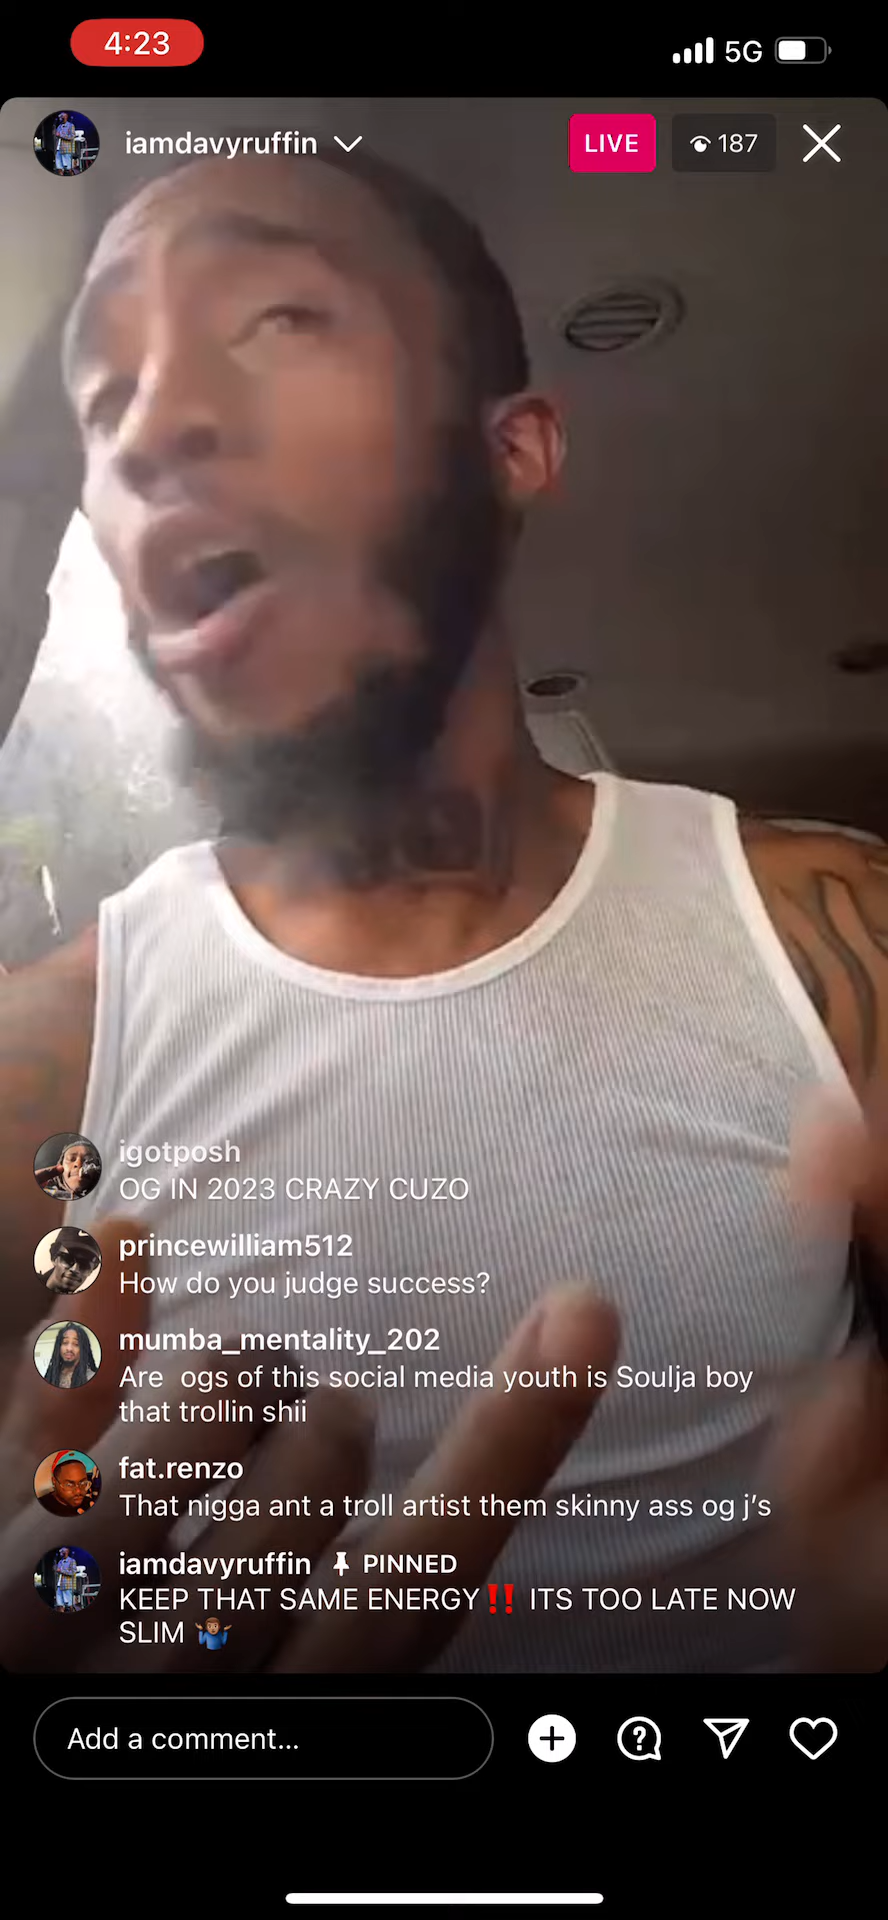 4:23
5G
iamdavyruffin
LIVE
187
igotposh
OG IN 2023 CRAZY CUZO
princewilliam512
How do you judge success?
mumba_mentality_202
Are  ogs of this social media youth is Soulja boy
that trollin shii
fat.renzo
That nigga ant a troll artist them skinny ass og j’s
iamdavyruffin 📌 PINNED
KEEP THAT SAME ENERGY‼️ ITS TOO LATE NOW
SLIM 🤷🏽‍♂️
Add a comment...